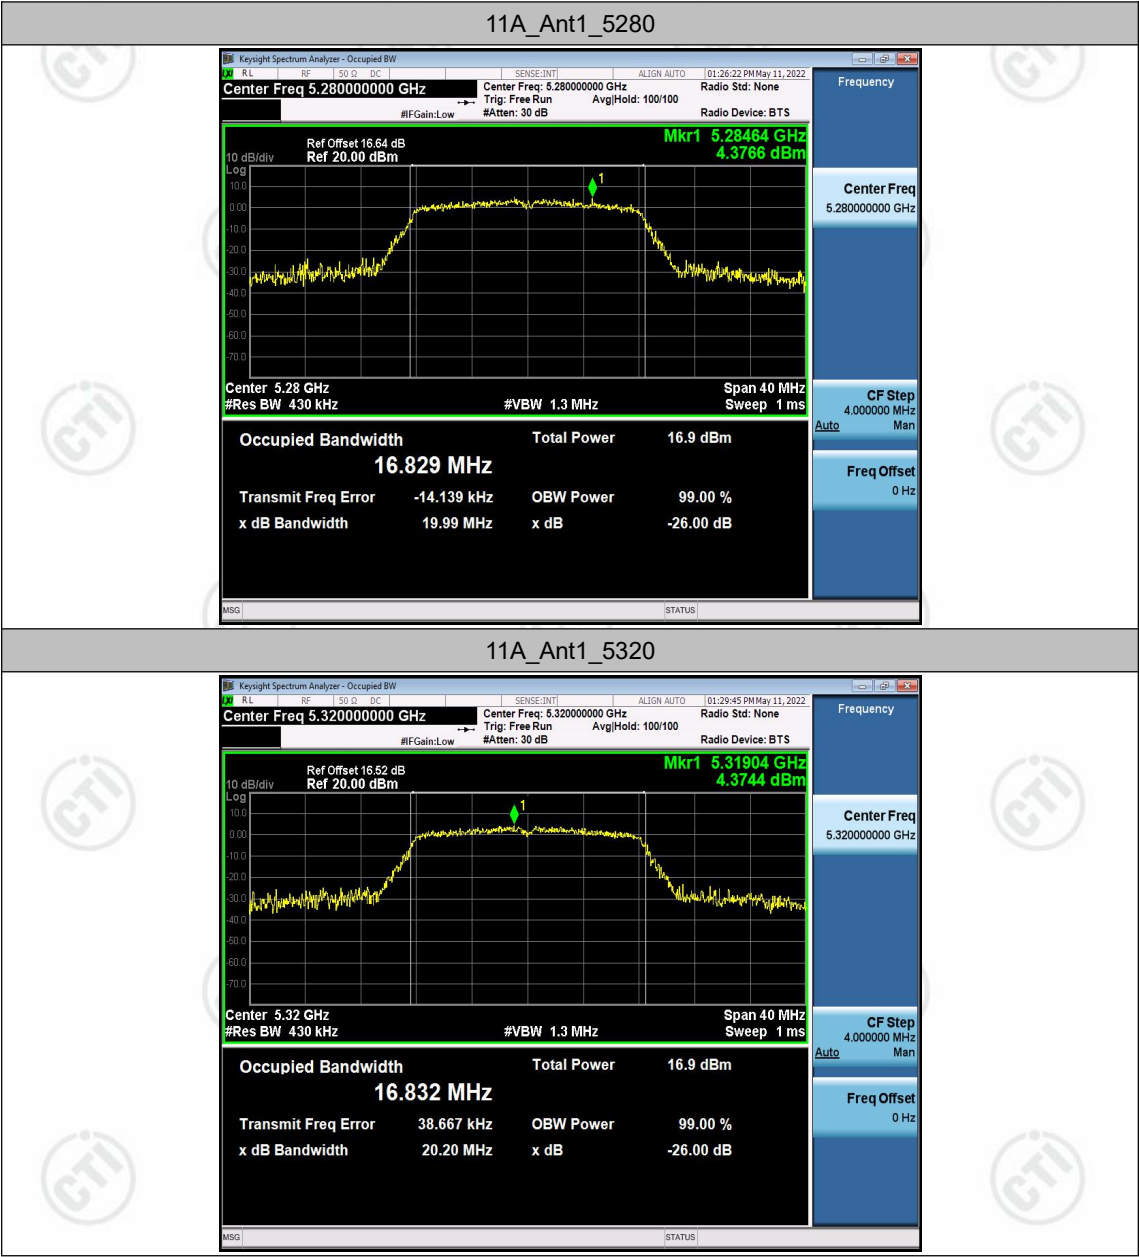 11A_Ant1_5280
Keysight Spectrum Analyzer - Occupied BW
LXI RL RF 50 Ω DC SENSE:INT ALIGN AUTO 01:26:22 PM May 11, 2022
Center Freq 5.280000000 GHz
Center Freq: 5.280000000 GHz Radio Std: None
Trig: Free Run Avg|Hold: 100/100
#IFGain:Low #Atten: 30 dB Radio Device: BTS
Frequency
Mkr1 5.28464 GHz
4.3766 dBm
Ref Offset 16.64 dB
10 dB/div Ref 20.00 dBm
Log
10.0
0.00
-10.0
-20.0
-30.0
-40.0
-50.0
-60.0
-70.0
1
Center Freq
5.280000000 GHz
Center 5.28 GHz Span 40 MHz
#Res BW 430 kHz #VBW 1.3 MHz Sweep 1 ms
CF Step
4.000000 MHz
Auto Man
Occupied Bandwidth Total Power 16.9 dBm
16.829 MHz
Transmit Freq Error -14.139 kHz OBW Power 99.00 %
x dB Bandwidth 19.99 MHz x dB -26.00 dB
Freq Offset
0 Hz
MSG STATUS
11A_Ant1_5320
Keysight Spectrum Analyzer - Occupied BW
LXI RL RF 50 Ω DC SENSE:INT ALIGN AUTO 01:29:45 PM May 11, 2022
Center Freq 5.320000000 GHz
Center Freq: 5.320000000 GHz Radio Std: None
Trig: Free Run Avg|Hold: 100/100
#IFGain:Low #Atten: 30 dB Radio Device: BTS
Frequency
Mkr1 5.31904 GHz
4.3744 dBm
Ref Offset 16.52 dB
10 dB/div Ref 20.00 dBm
Log
10.0
0.00
-10.0
-20.0
-30.0
-40.0
-50.0
-60.0
-70.0
1
Center Freq
5.320000000 GHz
Center 5.32 GHz Span 40 MHz
#Res BW 430 kHz #VBW 1.3 MHz Sweep 1 ms
CF Step
4.000000 MHz
Auto Man
Occupied Bandwidth Total Power 16.9 dBm
16.832 MHz
Transmit Freq Error 38.667 kHz OBW Power 99.00 %
x dB Bandwidth 20.20 MHz x dB -26.00 dB
Freq Offset
0 Hz
MSG STATUS
CTI
CTI
CTI
CTI
CTI
CTI
CTI
CTI